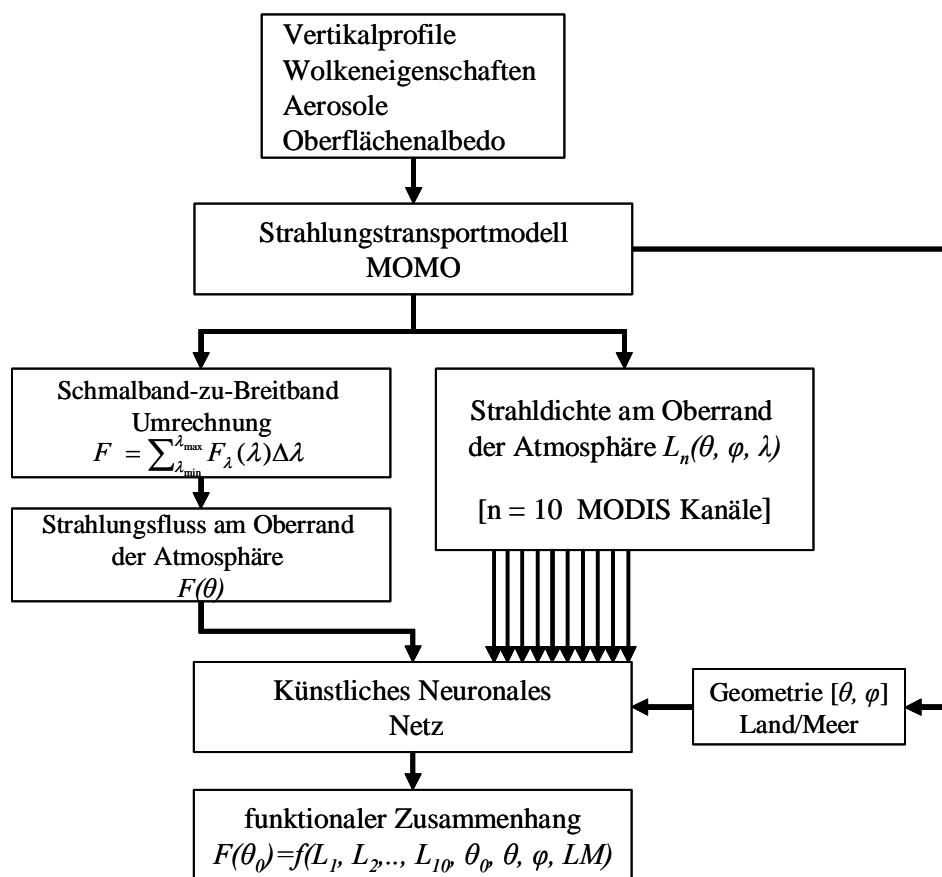 Vertikalprofile
Wolkeneigenschaften
Aerosole
Oberflächenalbedo
Strahlungstransportmodell
MOMO
Schmalband-zu-Breitband
Umrechnung
F = ∑_{λ_min}^{λ_max} F_λ(λ)Δλ
Strahldichte am Oberrand
der Atmosphäre L_n(θ, φ, λ)
[n = 10 MODIS Kanäle]
Strahlungsfluss am Oberrand
der Atmosphäre
F(θ)
Künstliches Neuronales
Netz
Geometrie [θ, φ]
Land/Meer
funktionaler Zusammenhang
F(θ_0)=f(L_1, L_2,.., L_10, θ_0, θ, φ, LM)